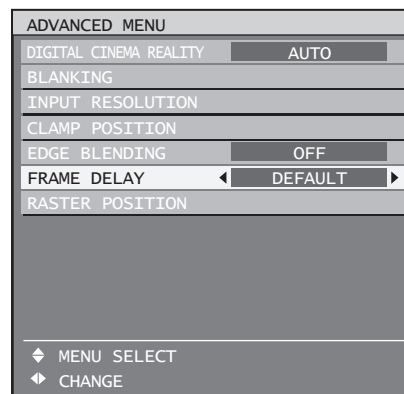 ADVANCED MENU
DIGITAL CINEMA REALITY AUTO
BLANKING
INPUT RESOLUTION
CLAMP POSITION
EDGE BLENDING OFF
FRAME DELAY DEFAULT
RASTER POSITION
MENU SELECT
CHANGE